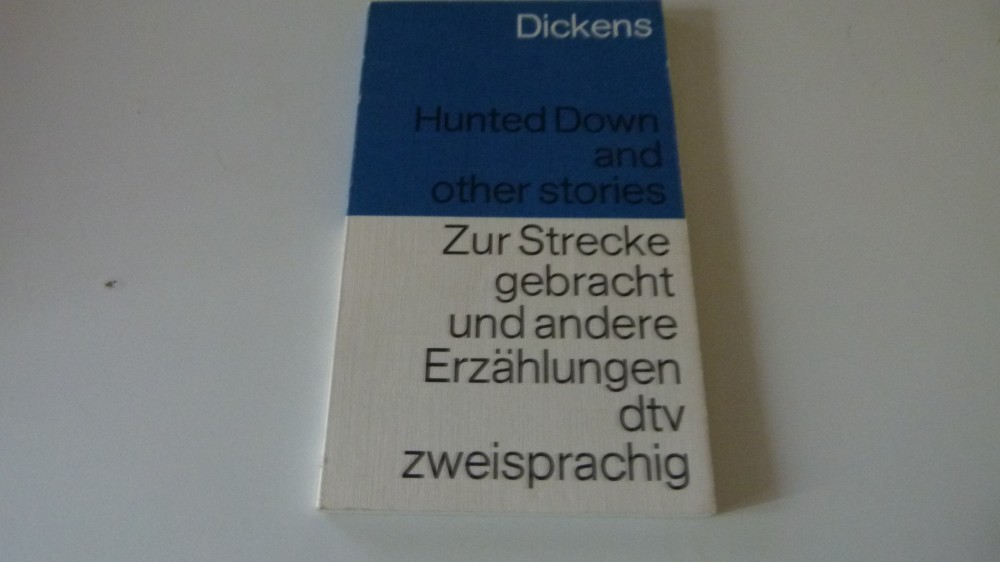 Dickens
Hunted Down
and
other stories
Zur Strecke
gebracht
und andere
Erzählungen
dtv
zweisprachig